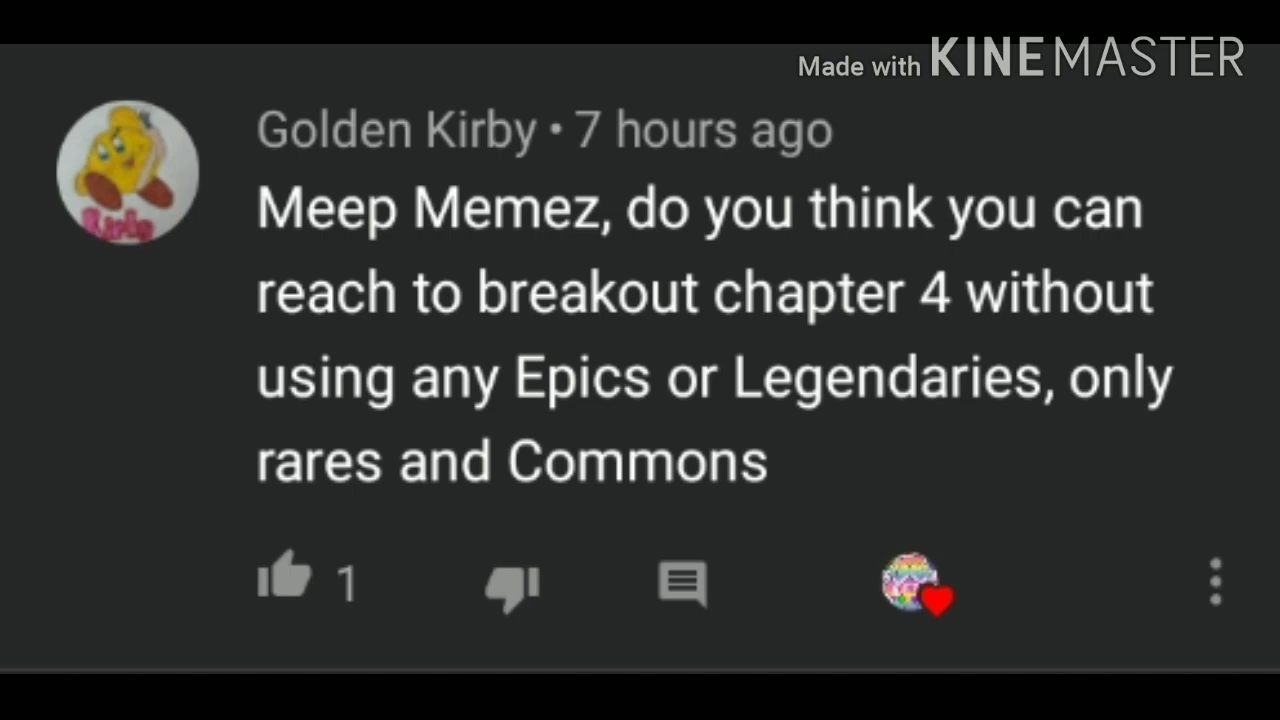 Made with KINEMASTER
Golden Kirby • 7 hours ago
Meep Memez, do you think you can
reach to breakout chapter 4 without
using any Epics or Legendaries, only
rares and Commons
1
Kirby